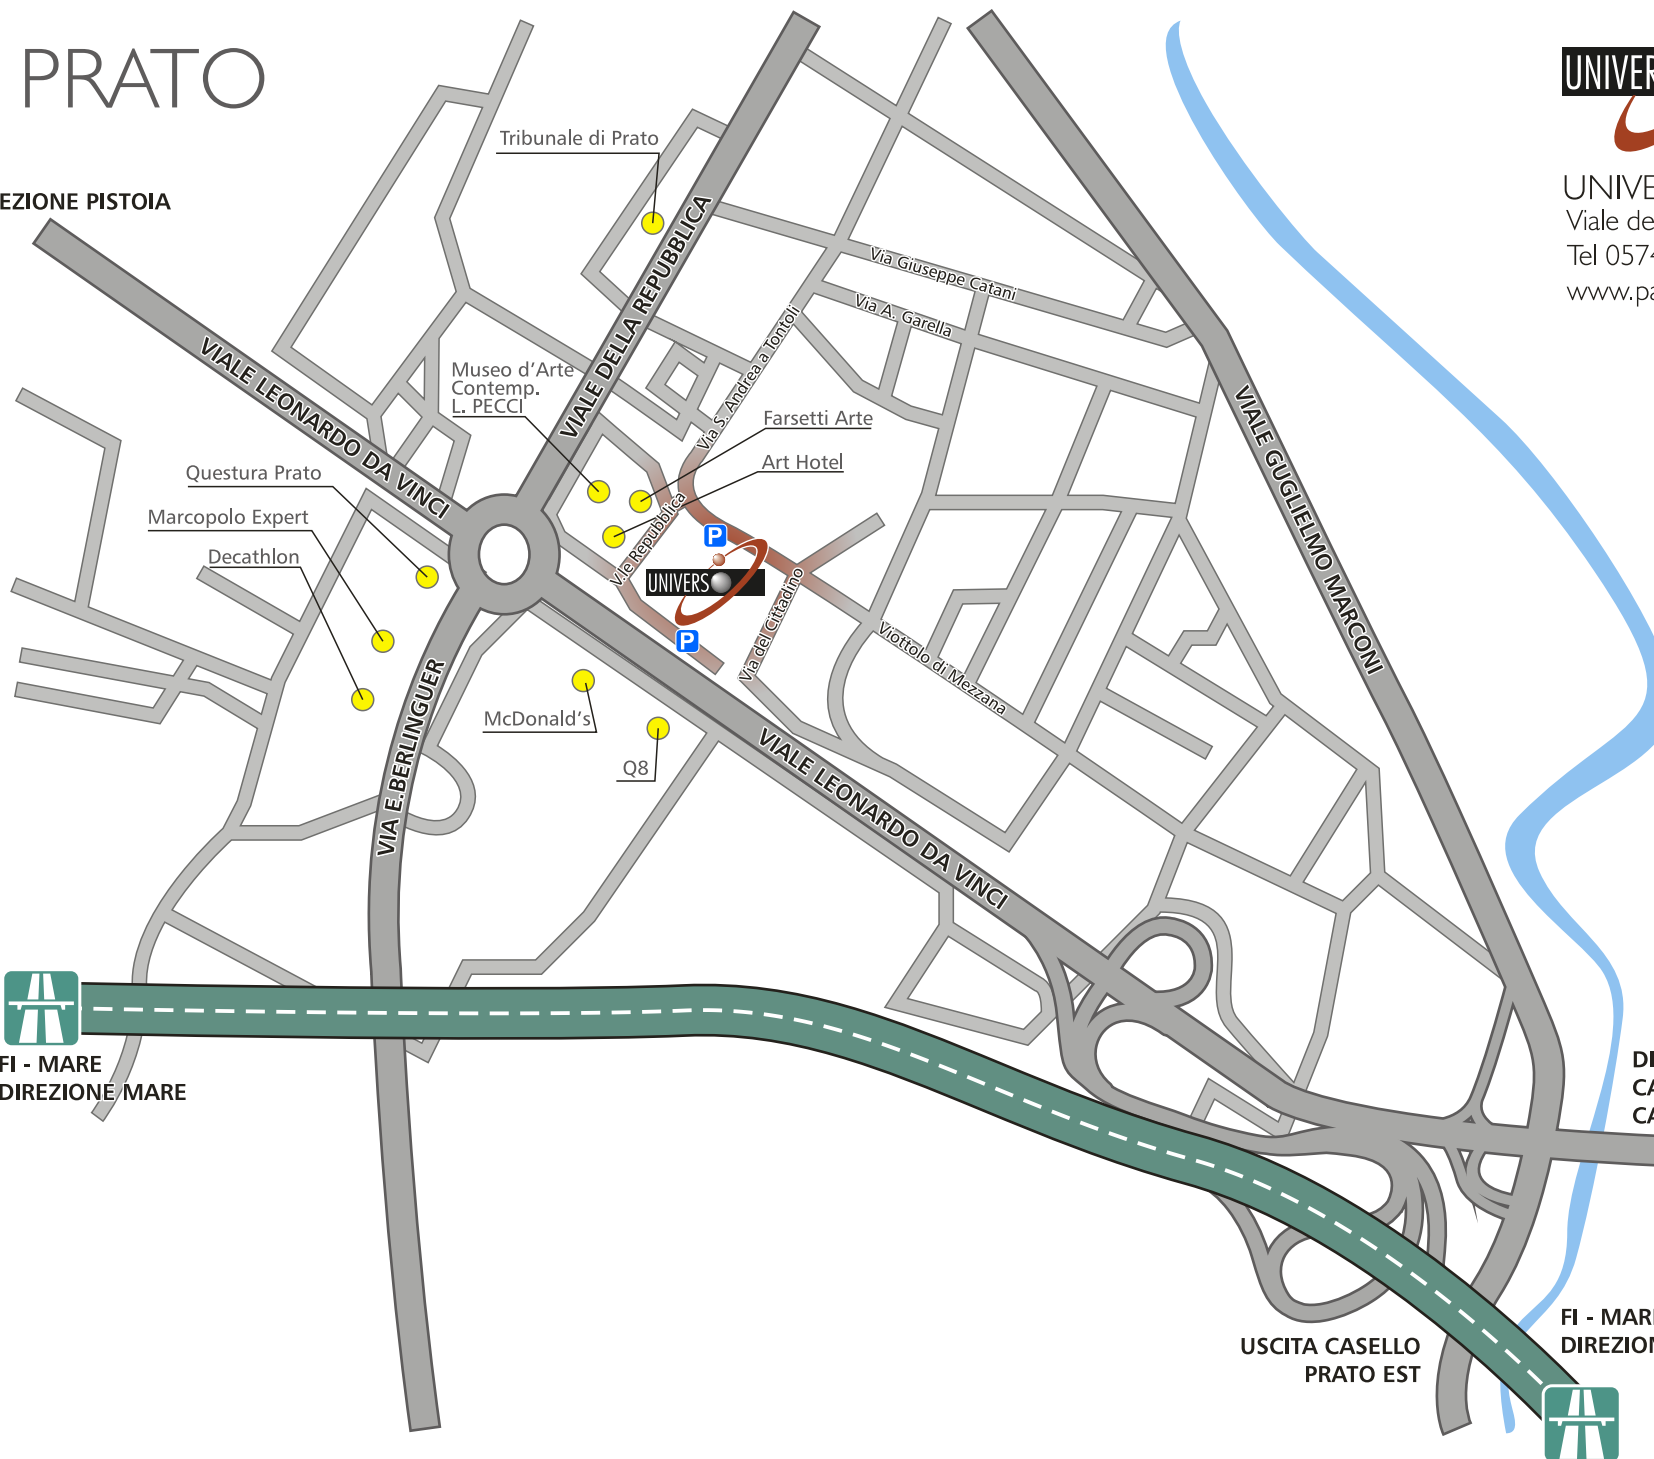 PRATO
UNIVER
UNIVE
Viale de
Tel 0574
www.pa
EZIONE PISTOIA
Tribunale di Prato
VIALE DELLA REPUBBLICA
Via Giuseppe Catani
Via A. Garella
Via S. Andrea a Tontoli
VIALE LEONARDO DA VINCI
Museo d'Arte
Contemp.
L. PECCI
Farsetti Arte
Art Hotel
VIALE GUGLIELMO MARCONI
Questura Prato
Marcopolo Expert
Decathlon
V.le Repubblica
P
UNIVERS
P
Via del Cittadino
Viottolo di Mezzana
VIA E.BERLINGUER
McDonald's
Q8
VIALE LEONARDO DA VINCI
FI - MARE
DIREZIONE MARE
DI
CA
CA
USCITA CASELLO
PRATO EST
FI - MARE
DIREZION